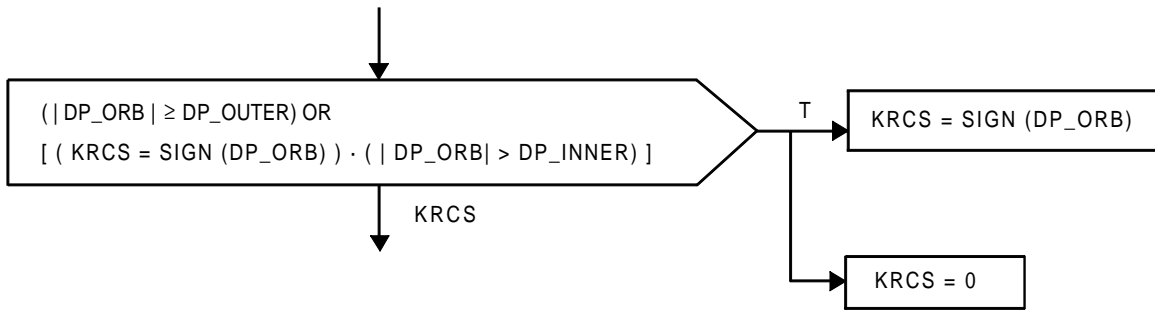 ( | DP_ORB | ≥ DP_OUTER) OR
[ ( KRCS = SIGN (DP_ORB) ) · ( | DP_ORB| > DP_INNER) ]
T
KRCS = SIGN (DP_ORB)
KRCS
KRCS = 0